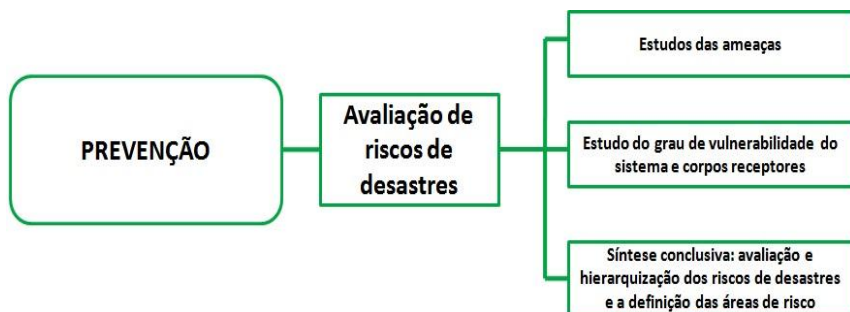 PREVENÇÃO
Avaliação de
riscos de
desastres
Estudos das ameaças
Estudo do grau de vulnerabilidade do
sistema e corpos receptores
Síntese conclusiva: avaliação e
hierarquização dos riscos de desastres
e a definição das áreas de risco